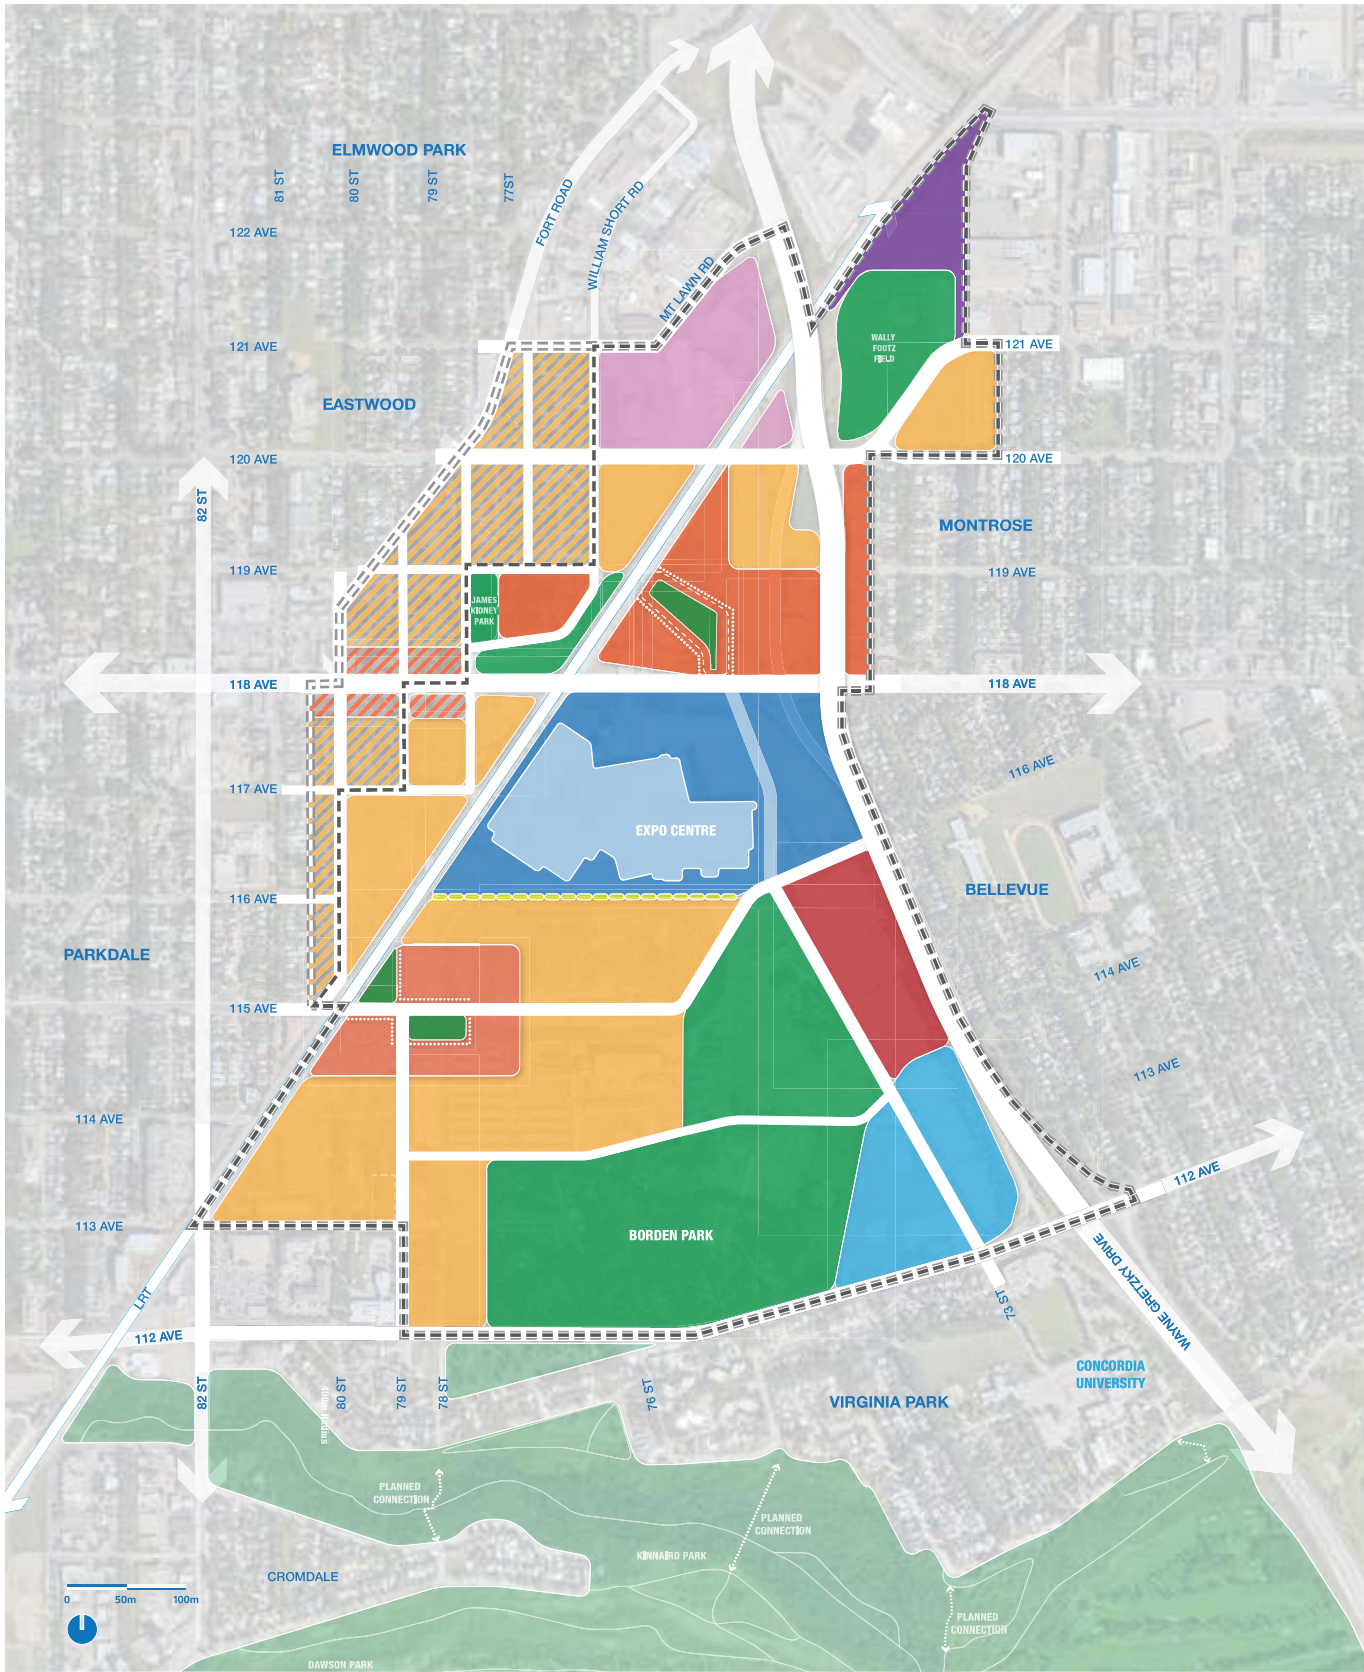 ELMWOOD PARK
81 ST
80 ST
79 ST
77ST
FORT ROAD
WILLIAM SHORT RD
MT LAWN RD
122 AVE
121 AVE
WALLY
FOOTZ
FIELD
121 AVE
EASTWOOD
120 AVE
120 AVE
82 ST
MONTROSE
119 AVE
119 AVE
JAMES
KIDNEY
PARK
118 AVE
118 AVE
116 AVE
117 AVE
EXPO CENTRE
BELLEVUE
116 AVE
PARKDALE
114 AVE
115 AVE
113 AVE
114 AVE
112 AVE
113 AVE
BORDEN PARK
WAYNE GRETZKY DRIVE
LRT
73 ST
112 AVE
CONCORDIA
UNIVERSITY
82 ST
80 ST
79 ST
78 ST
76 ST
VIRGINIA PARK
PLANNED
CONNECTION
PLANNED
CONNECTION
KINNAIRD PARK
CROMDALE
0 50m 100m
PLANNED
CONNECTION
DAWSON PARK